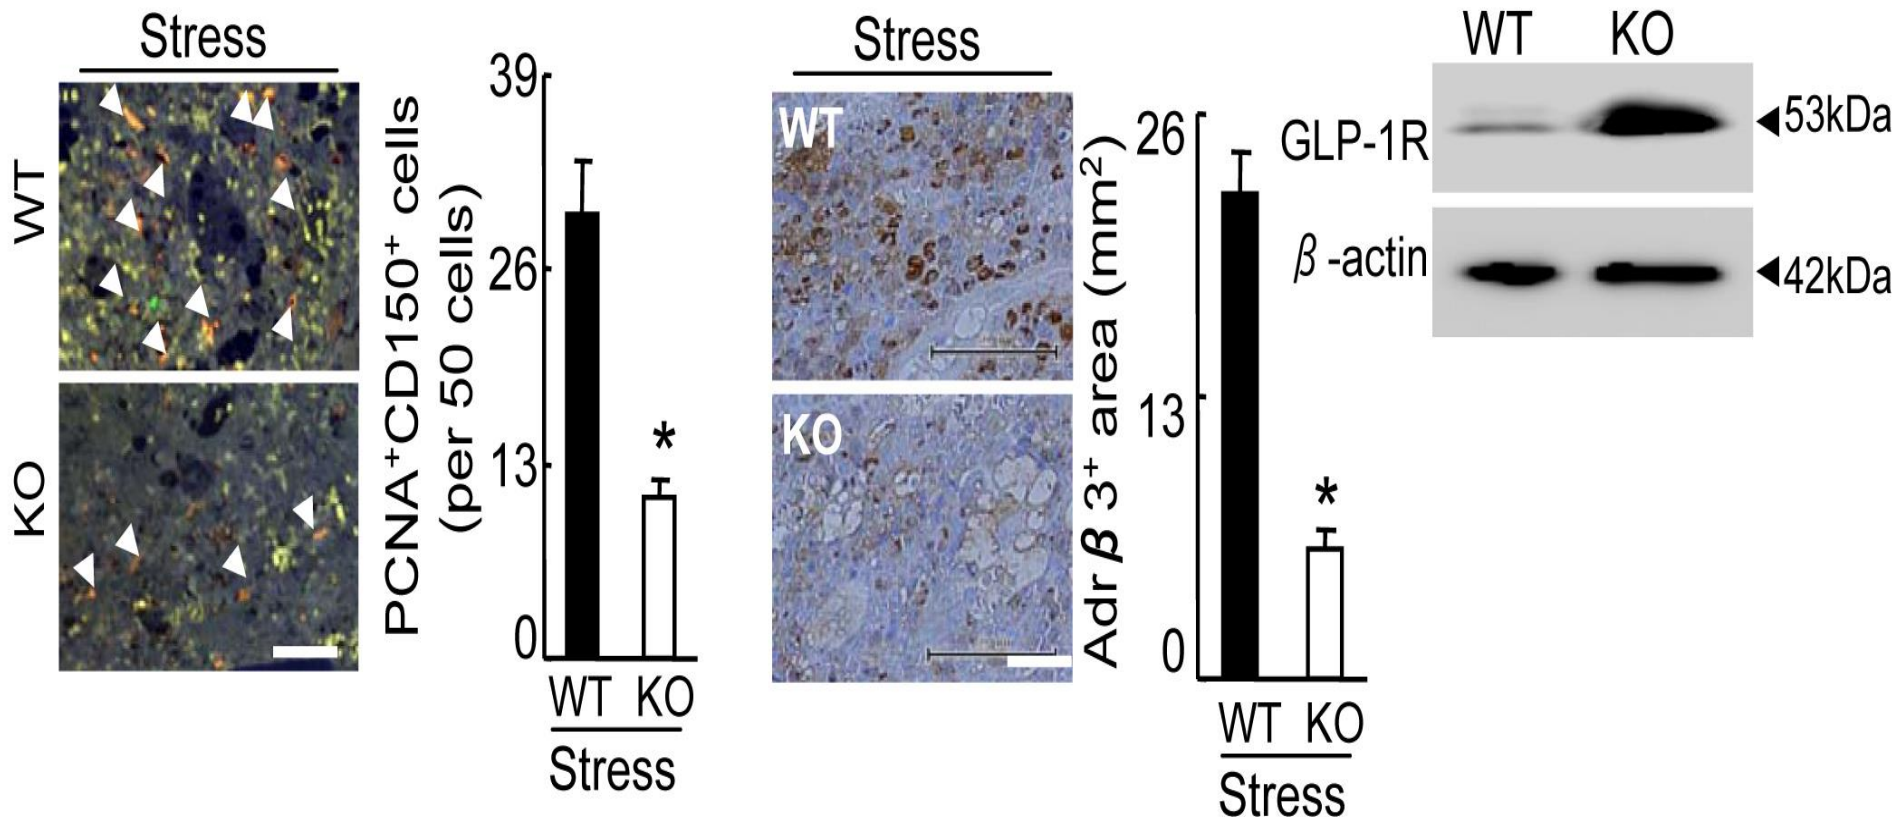 Stress
WT
KO
PCNA⁺CD150⁺ cells
(per 50 cells)
39
26
13
0
*
WT KO
Stress
Stress
WT
KO
Adr β 3⁺ area (mm²)
26
13
0
*
WT KO
Stress
WT KO
GLP-1R
53kDa
β-actin
42kDa